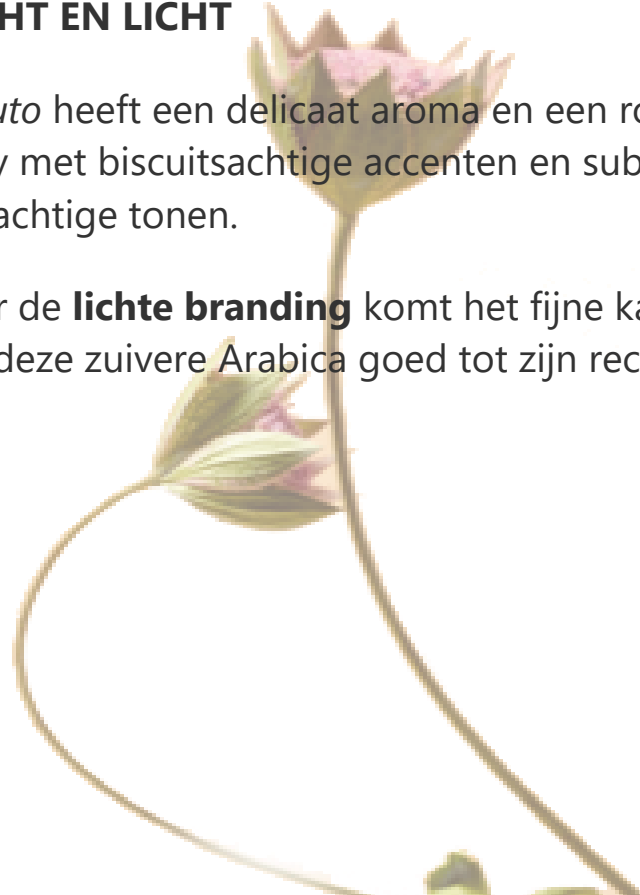 HT EN LICHT
uto heeft een delicaat aroma en een ro
y met biscuitsachtige accenten en sub
achtige tonen.
r de lichte branding komt het fijne ka
deze zuivere Arabica goed tot zijn rec